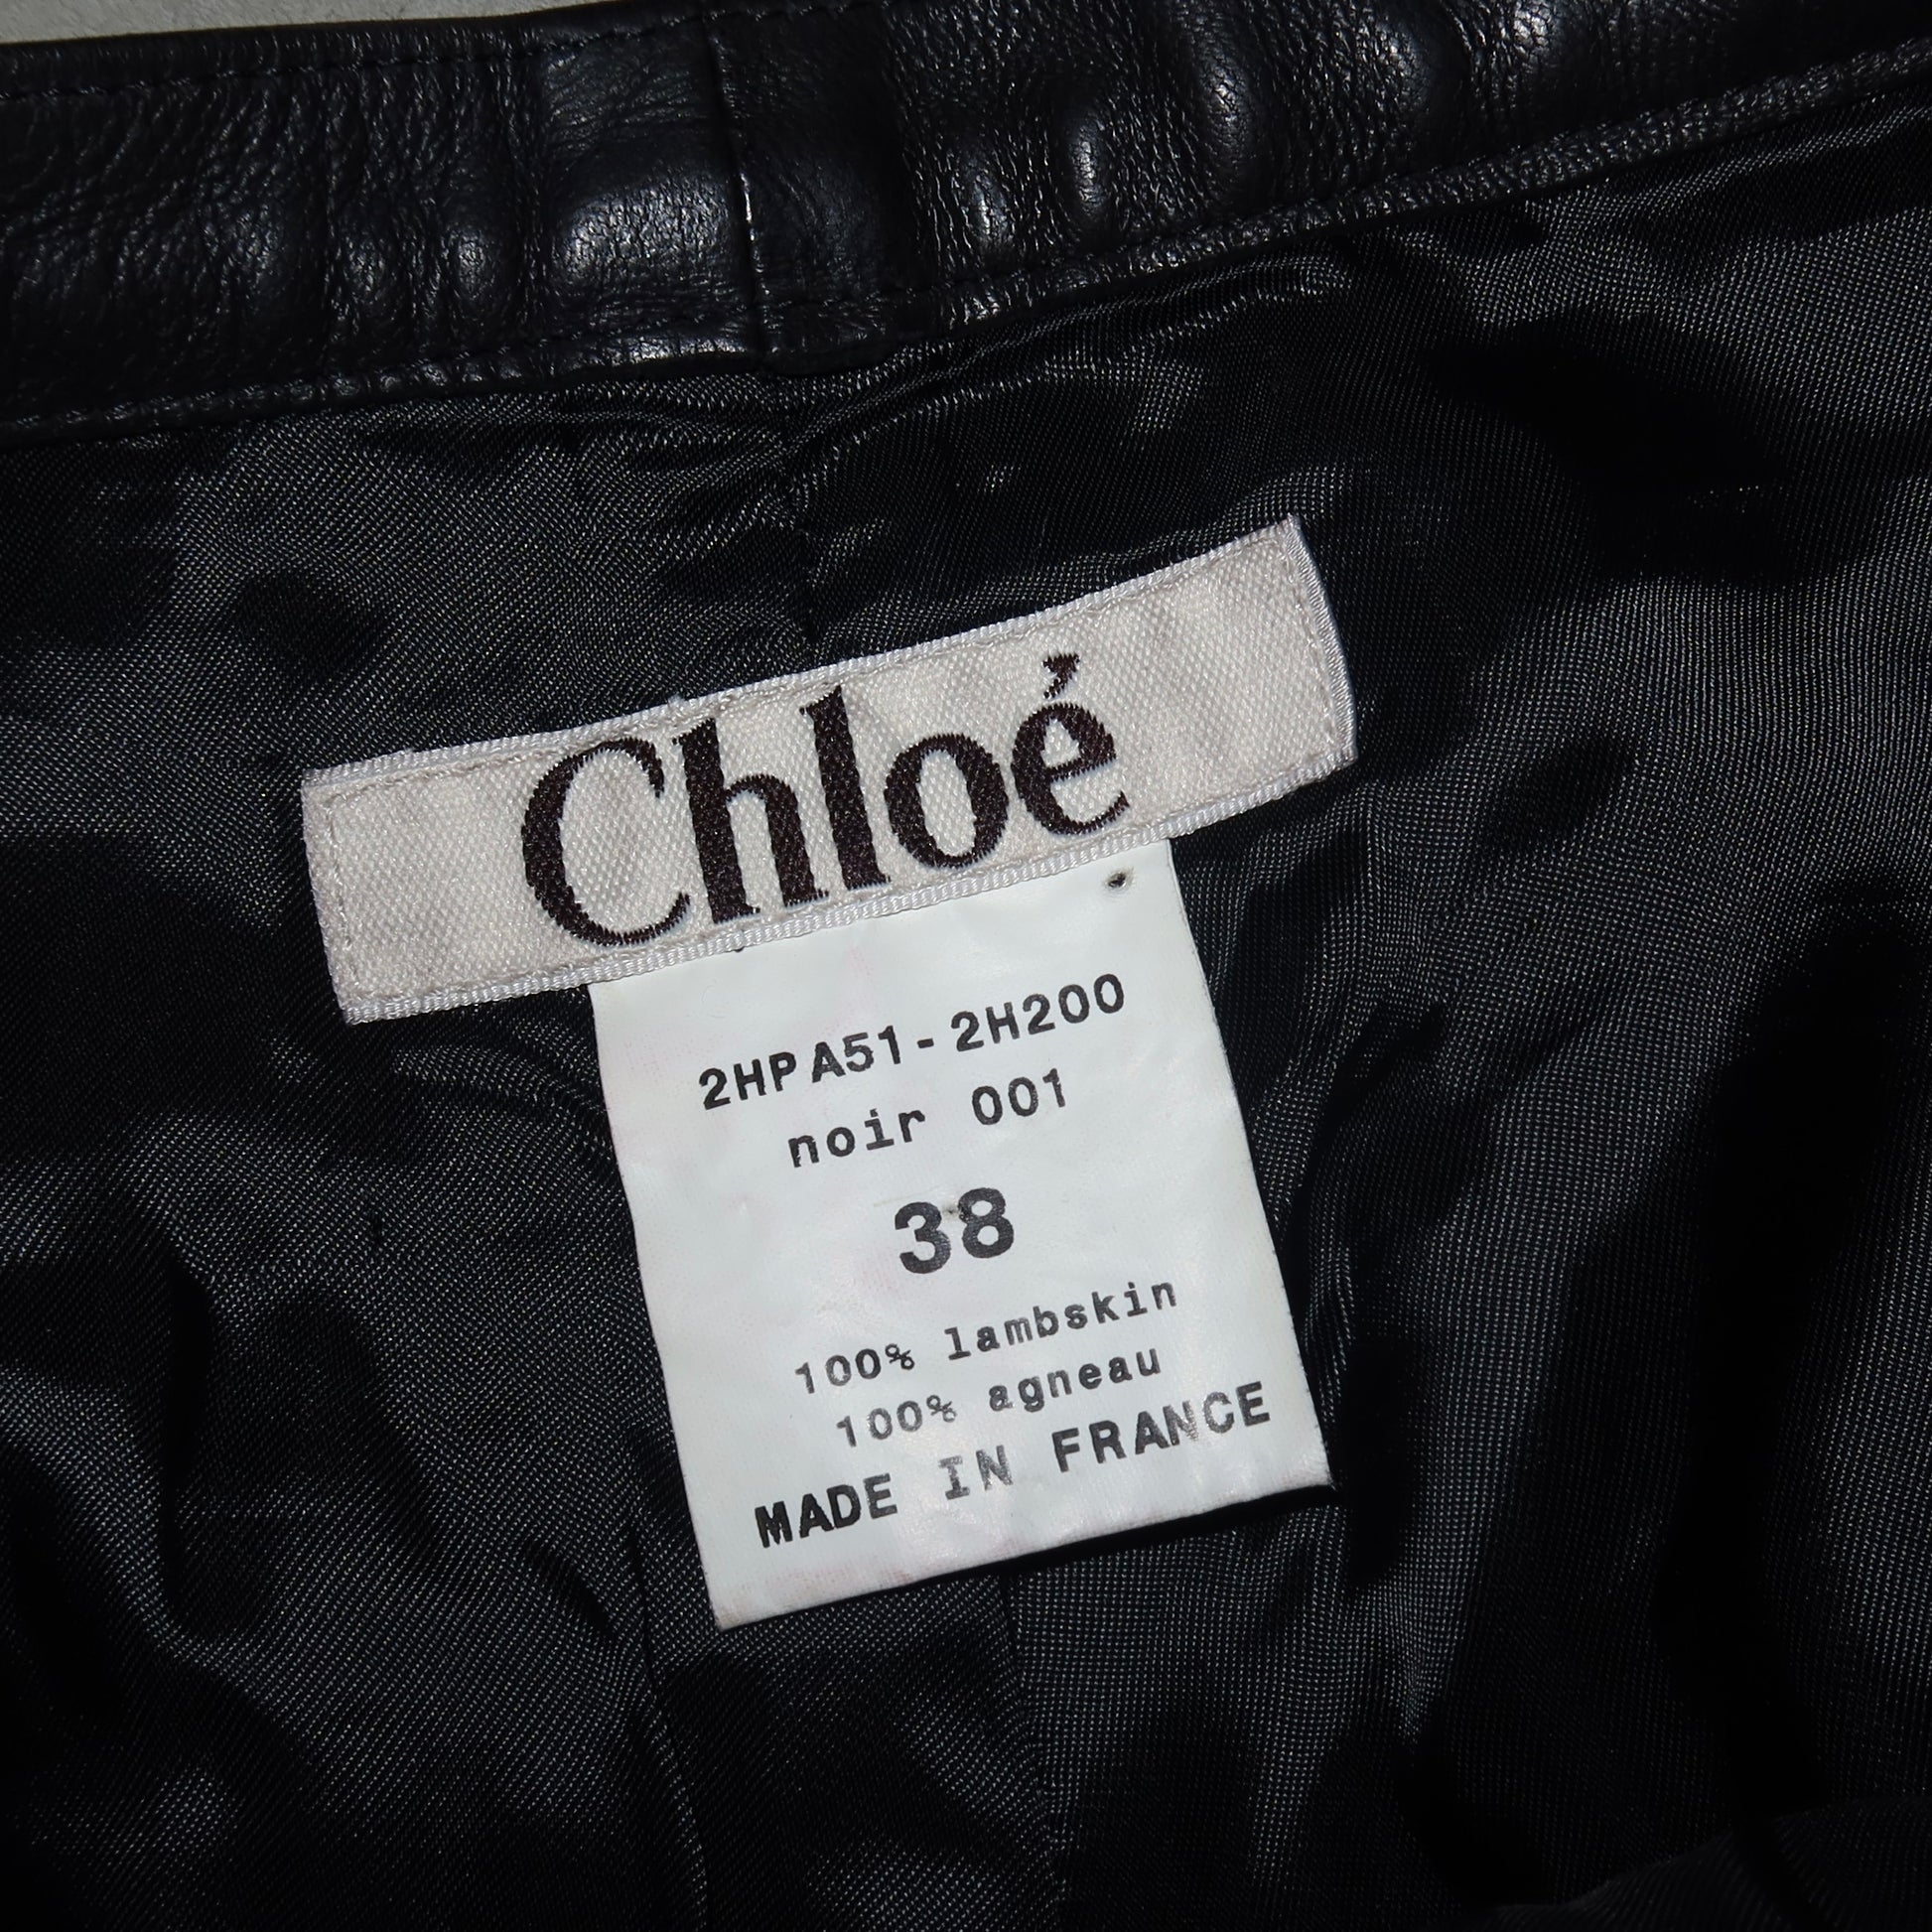 Chloé
2HPA51-2H200
noir 001
38
100% lambskin
100% agneau
MADE IN FRANCE